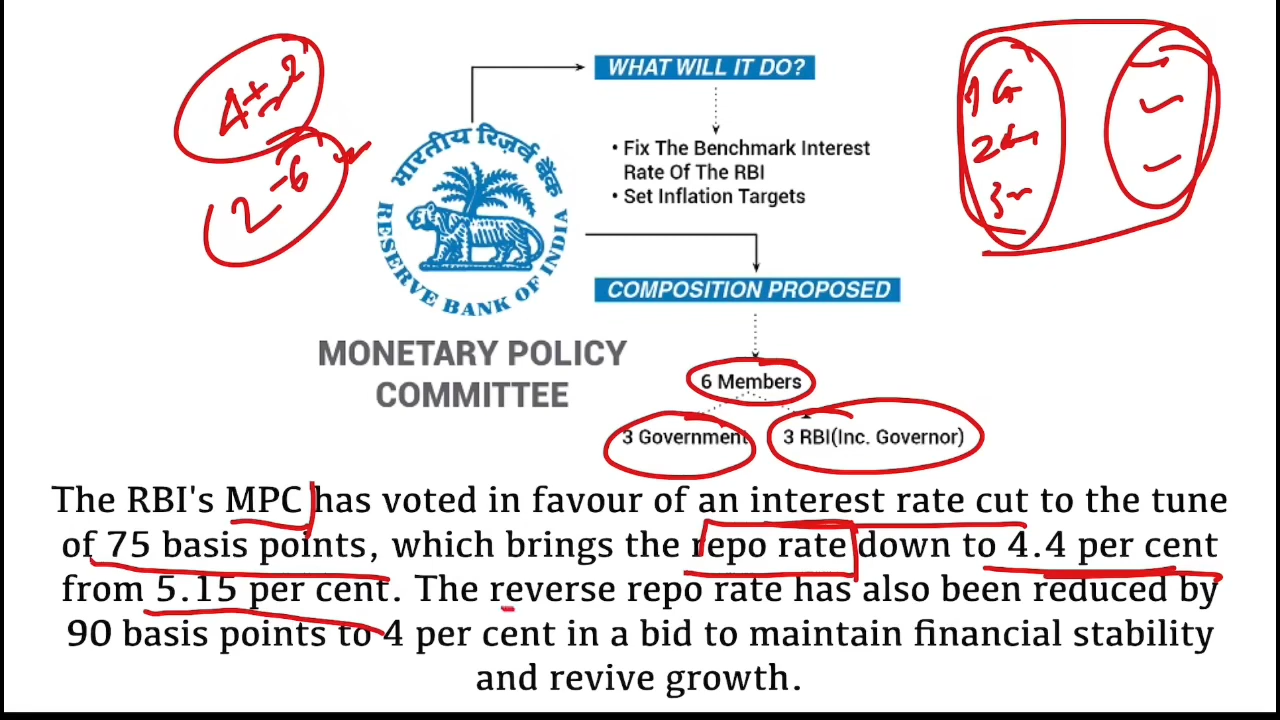 4±2
2-6
WHAT WILL IT DO?
• Fix The Benchmark Interest
Rate Of The RBI
• Set Inflation Targets
भारतीय रिज़र्व बैंक
RESERVE BANK OF INDIA
COMPOSITION PROPOSED
MONETARY POLICY
COMMITTEE
6 Members
3 Government
3 RBI(Inc. Governor)
The RBI's MPC has voted in favour of an interest rate cut to the tune
of 75 basis points, which brings the repo rate down to 4.4 per cent
from 5.15 per cent. The reverse repo rate has also been reduced by
90 basis points to 4 per cent in a bid to maintain financial stability
and revive growth.